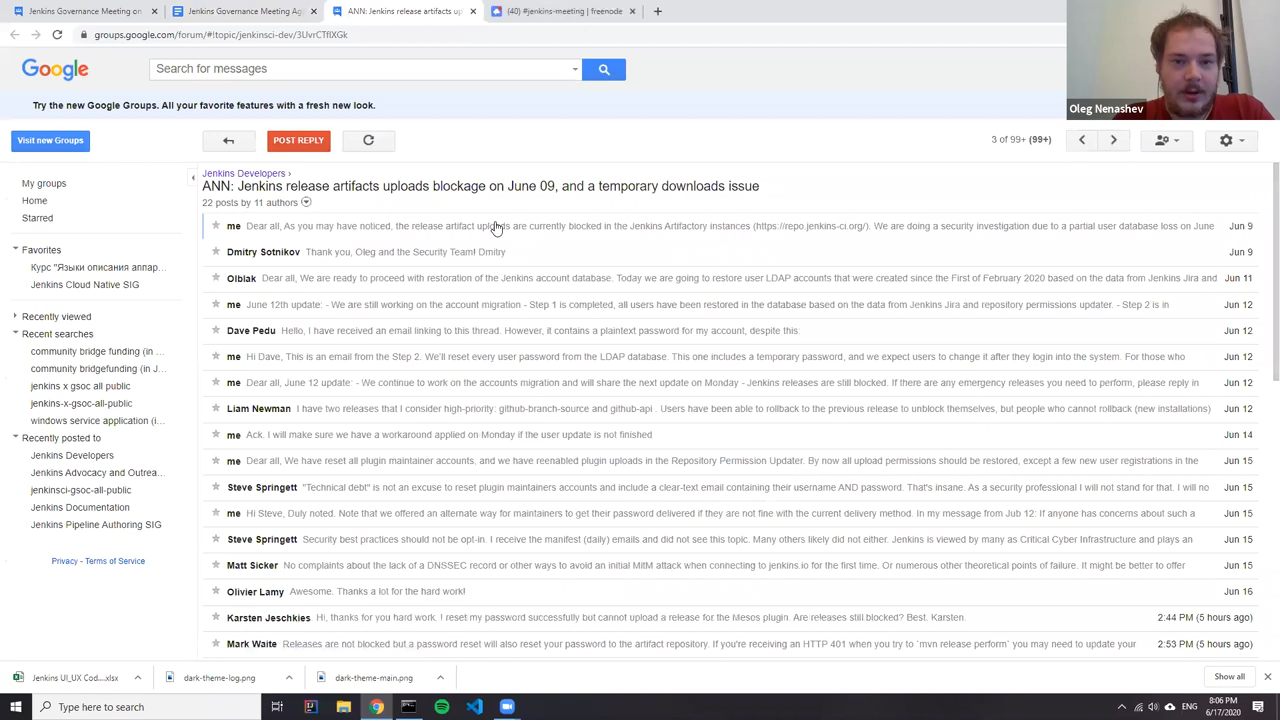 Jenkins Governance Meeting on
Jenkins Governance Meeting Ag
ANN: Jenkins release artifacts up
(40) #jenkins-meeting | freenode
groups.google.com/forum/#!topic/jenkinsci-dev/3UvrCTflXGk
Google
Search for messages
Oleg Nenashev
Try the new Google Groups. All your favorite features with a fresh new look.
Visit new Groups
POST REPLY
3 of 99+ (99+)
Jenkins Developers ›
ANN: Jenkins release artifacts uploads blockage on June 09, and a temporary downloads issue
22 posts by 11 authors
My groups
Home
Starred
Favorites
Курс "Языки описания аппар...
Jenkins Cloud Native SIG
Recently viewed
Recent searches
community bridge funding (in ...
community bridgefunding (in J...
jenkins x gsoc all public
jenkins-x-gsoc-all-public
windows service application (i...
Recently posted to
Jenkins Developers
Jenkins Advocacy and Outrea...
jenkinsci-gsoc-all-public
Jenkins Documentation
Jenkins Pipeline Authoring SIG
Privacy - Terms of Service
me Dear all, As you may have noticed, the release artifact uploads are currently blocked in the Jenkins Artifactory instances (https://repo.jenkins-ci.org/). We are doing a security investigation due to a partial user database loss on June Jun 9
Dmitry Sotnikov Thank you, Oleg and the Security Team! Dmitry Jun 9
Olblak Dear all, We are ready to proceed with restoration of the Jenkins account database. Today we are going to restore user LDAP accounts that were created since the First of February 2020 based on the data from Jenkins Jira and Jun 11
me June 12th update: - We are still working on the account migration - Step 1 is completed, all users have been restored in the database based on the data from Jenkins Jira and repository permissions updater. - Step 2 is in Jun 12
Dave Pedu Hello, I have received an email linking to this thread. However, it contains a plaintext password for my account, despite this: Jun 12
me Hi Dave, This is an email from the Step 2. We'll reset every user password from the LDAP database. This one includes a temporary password, and we expect users to change it after they login into the system. For those who Jun 12
me Dear all, June 12 update: - We continue to work on the accounts migration and will share the next update on Monday - Jenkins releases are still blocked. If there are any emergency releases you need to perform, please reply in Jun 12
Liam Newman I have two releases that I consider high-priority: github-branch-source and github-api . Users have been able to rollback to the previous release to unblock themselves, but people who cannot rollback (new installations) Jun 12
me Ack. I will make sure we have a workaround applied on Monday if the user update is not finished Jun 14
me Dear all, We have reset all plugin maintainer accounts, and we have reenabled plugin uploads in the Repository Permission Updater. By now all upload permissions should be restored, except a few new user registrations in the Jun 15
Steve Springett "Technical debt" is not an excuse to reset plugin maintainers accounts and include a clear-text email containing their username AND password. That's insane. As a security professional I will not stand for that. I will no Jun 15
me Hi Steve, Duly noted. Note that we offered an alternate way for maintainers to get their password delivered if they are not fine with the current delivery method. In my message from Jub 12: If anyone has concerns about such a Jun 15
Steve Springett Security best practices should not be opt-in. I receive the manifest (daily) emails and did not see this topic. Many others likely did not either. Jenkins is viewed by many as Critical Cyber Infrastructure and plays an Jun 15
Matt Sicker No complaints about the lack of a DNSSEC record or other ways to avoid an initial MitM attack when connecting to jenkins.io for the first time. Or numerous other theoretical points of failure. It might be better to offer Jun 15
Olivier Lamy Awesome. Thanks a lot for the hard work! Jun 16
Karsten Jeschkies Hi, thanks for you hard work. I reset my password successfully but cannot upload a release for the Mesos plugin. Are releases still blocked? Best. Karsten. 2:44 PM (5 hours ago)
Mark Waite Releases are not blocked but a password reset will also reset your password to the artifact repository. If you're receiving an HTTP 401 when you try to `mvn release perform` you may need to update your 2:53 PM (5 hours ago)
Jenkins UI_UX Cod....xlsx
dark-theme-log.png
dark-theme-main.png
Show all
Type here to search
ENG
8:06 PM
6/17/2020